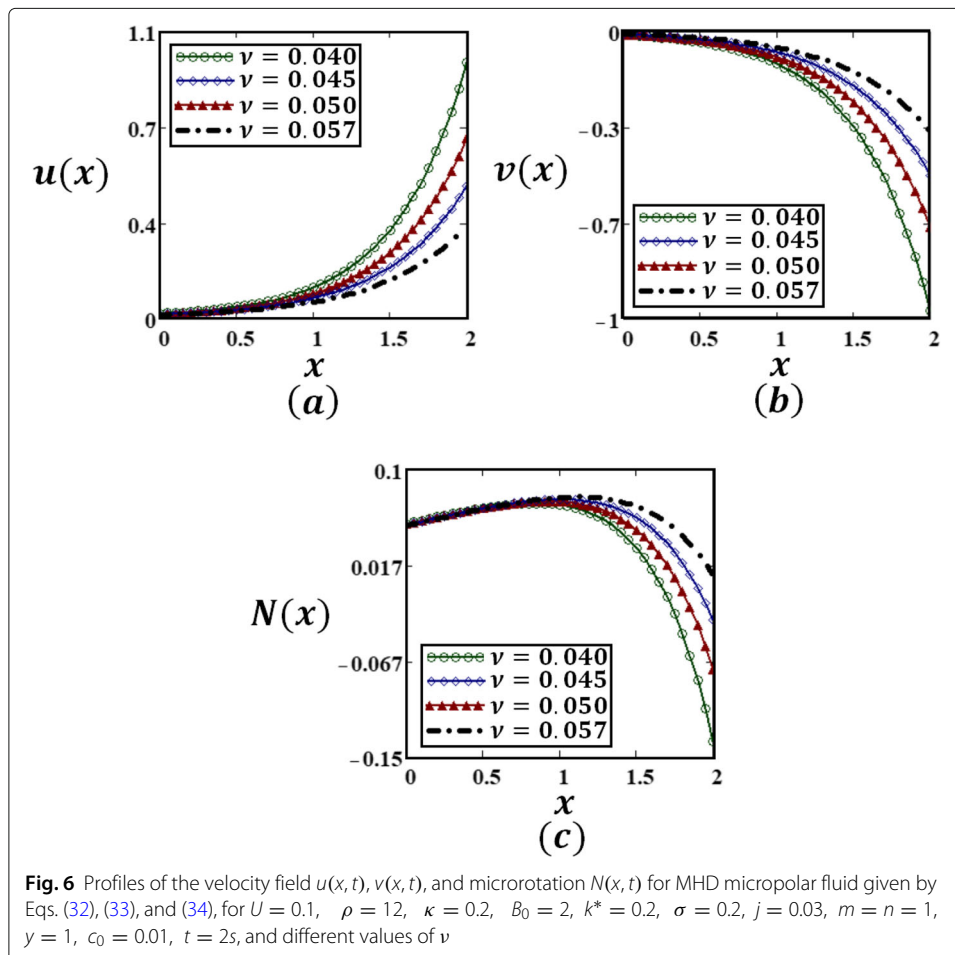 1.1
0.7
0.4
0
u(x)
ν = 0.040
ν = 0.045
ν = 0.050
ν = 0.057
0 0.5 1 1.5 2
x
(a)
0
−0.3
−0.7
−1
v(x)
ν = 0.040
ν = 0.045
ν = 0.050
ν = 0.057
0 0.5 1 1.5 2
x
(b)
0.1
0.017
−0.067
−0.15
N(x)
ν = 0.040
ν = 0.045
ν = 0.050
ν = 0.057
0 0.5 1 1.5 2
x
(c)
Fig. 6 Profiles of the velocity field u(x, t), v(x, t), and microrotation N(x, t) for MHD micropolar fluid given by
Eqs. (32), (33), and (34), for U = 0.1, ρ = 12, κ = 0.2, B₀ = 2, k* = 0.2, σ = 0.2, j = 0.03, m = n = 1,
y = 1, c₀ = 0.01, t = 2s, and different values of ν